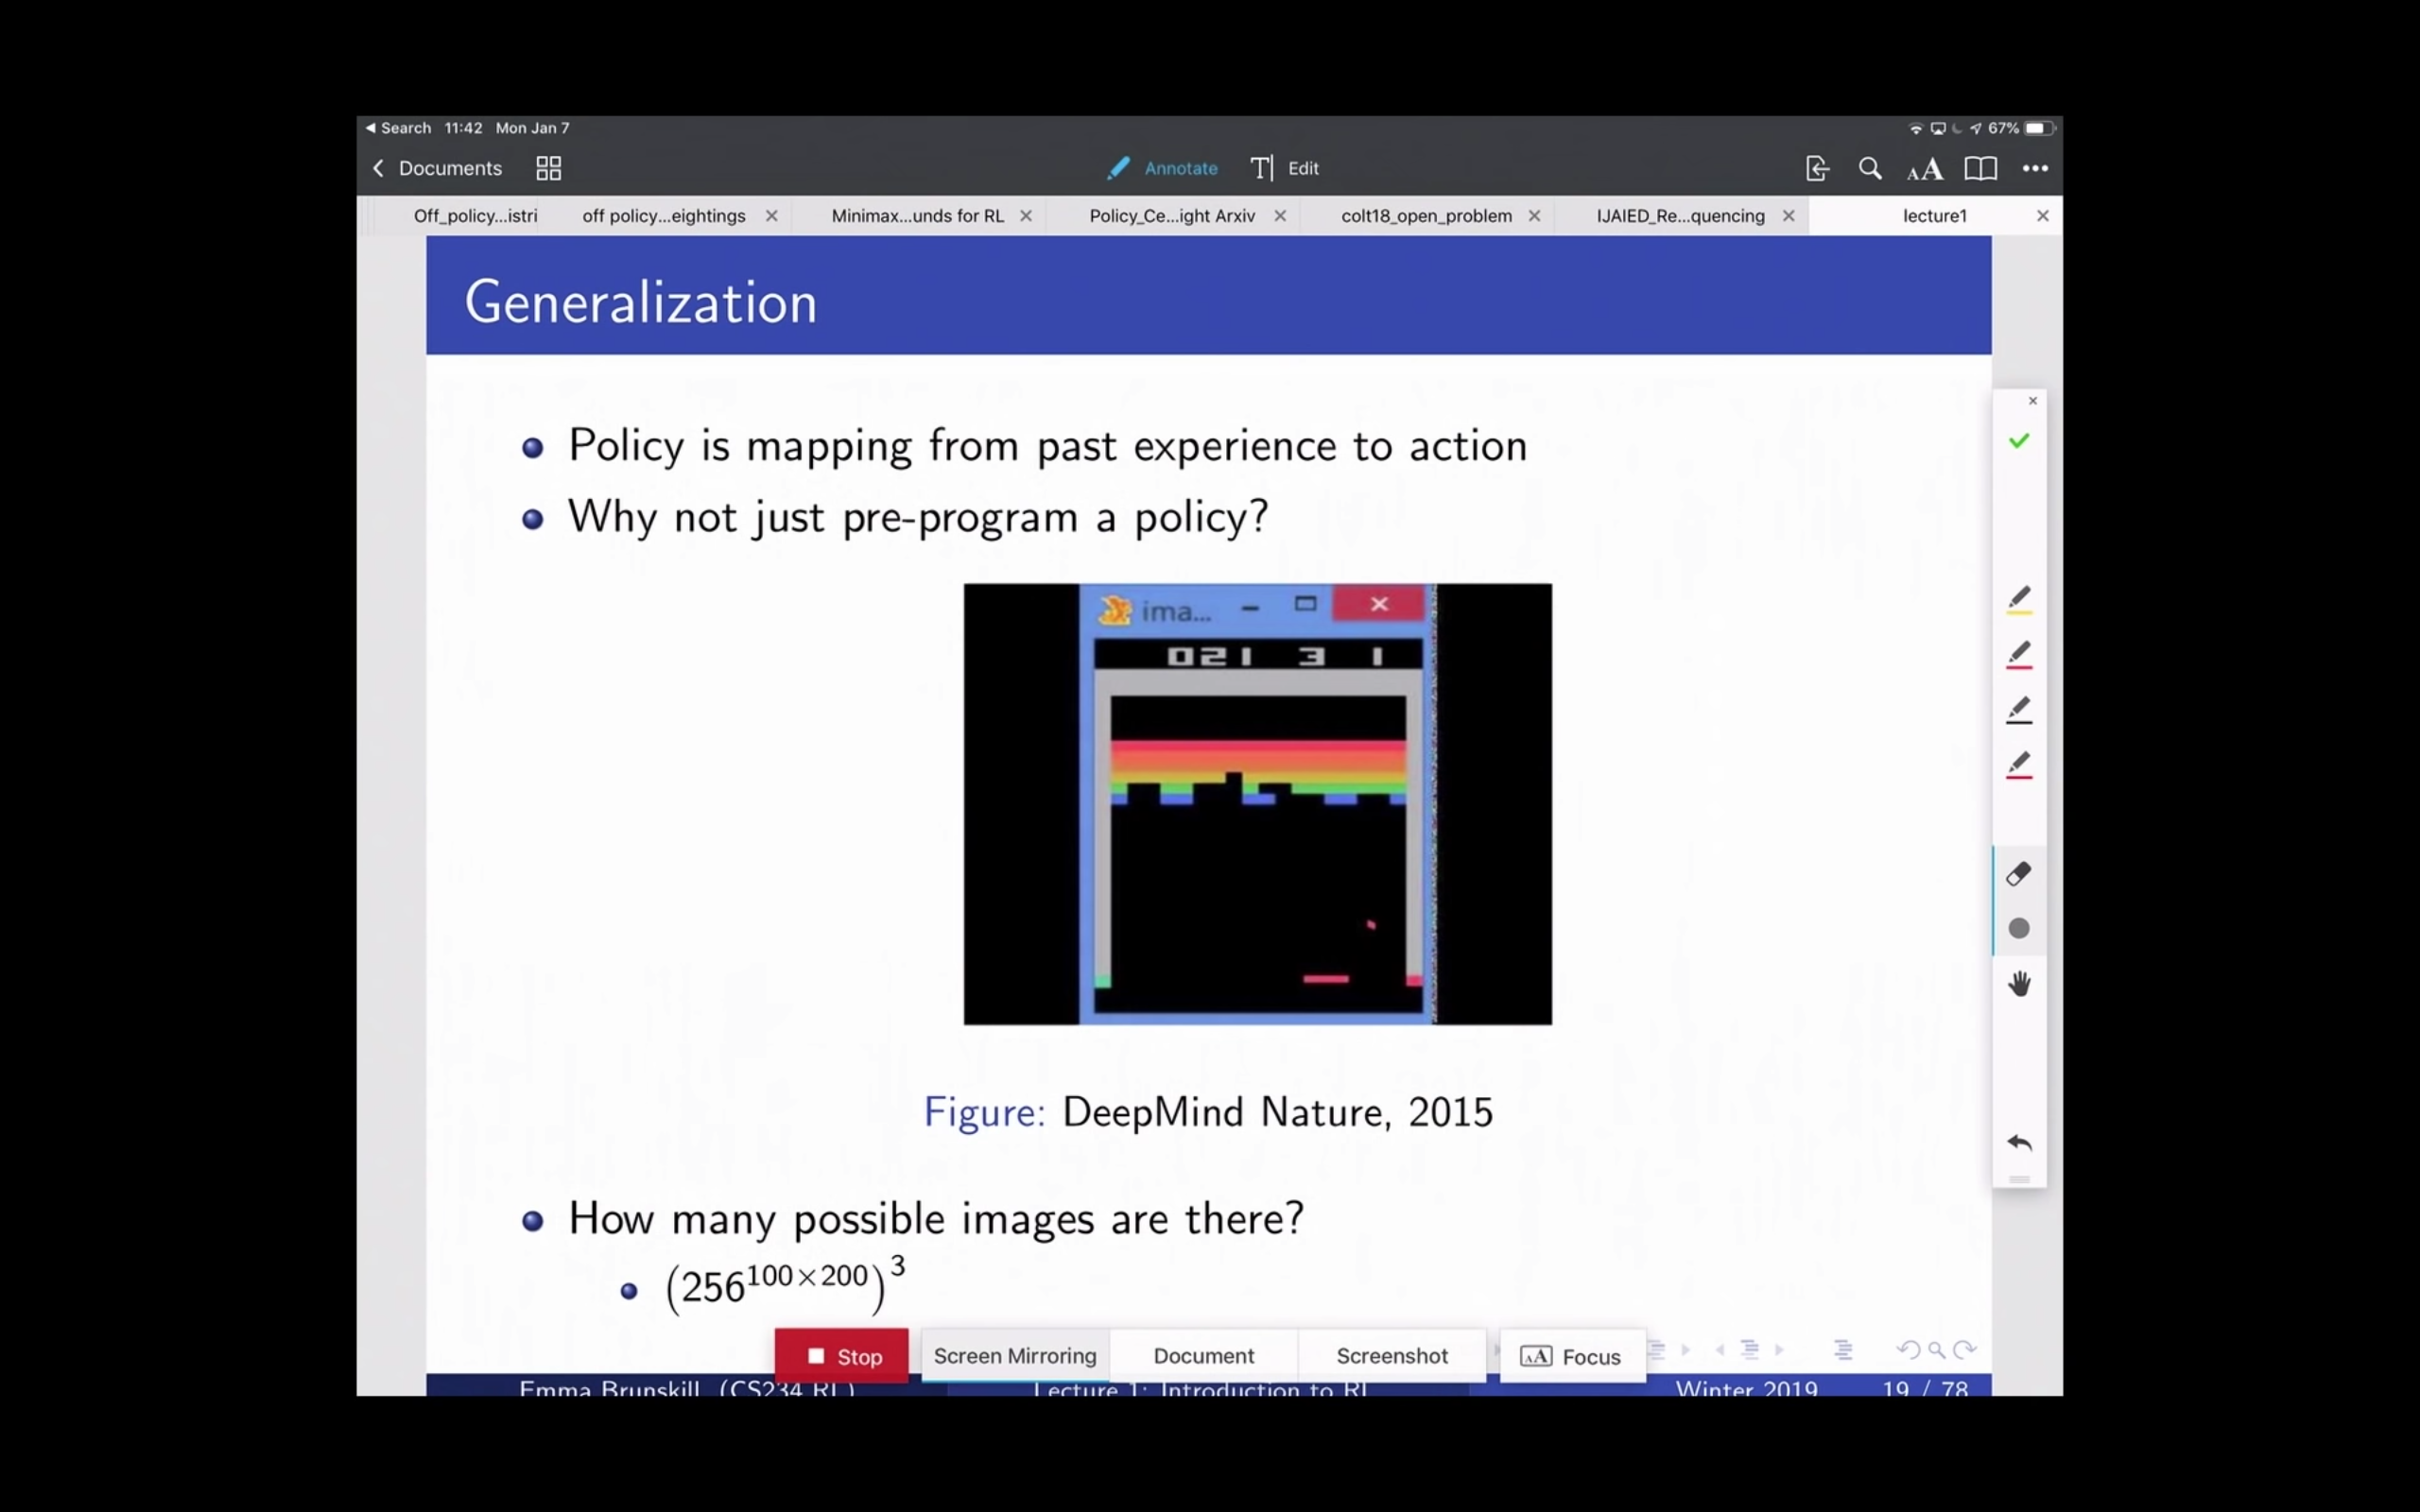 Search 11:42 Mon Jan 7 67%
Documents Annotate Edit
Off_policy...istri off policy...eightings Minimax...unds for RL Policy_Ce...ight Arxiv colt18_open_problem IJAIED_Re...quencing lecture1
Generalization
Policy is mapping from past experience to action
Why not just pre-program a policy?
ima...
021 3 1
Figure: DeepMind Nature, 2015
How many possible images are there?
(256^{100×200})^3
Stop Screen Mirroring Document Screenshot AA Focus
Emma Brunskill (CS234 RL) Lecture 1: Introduction to RL Winter 2019 19 / 78